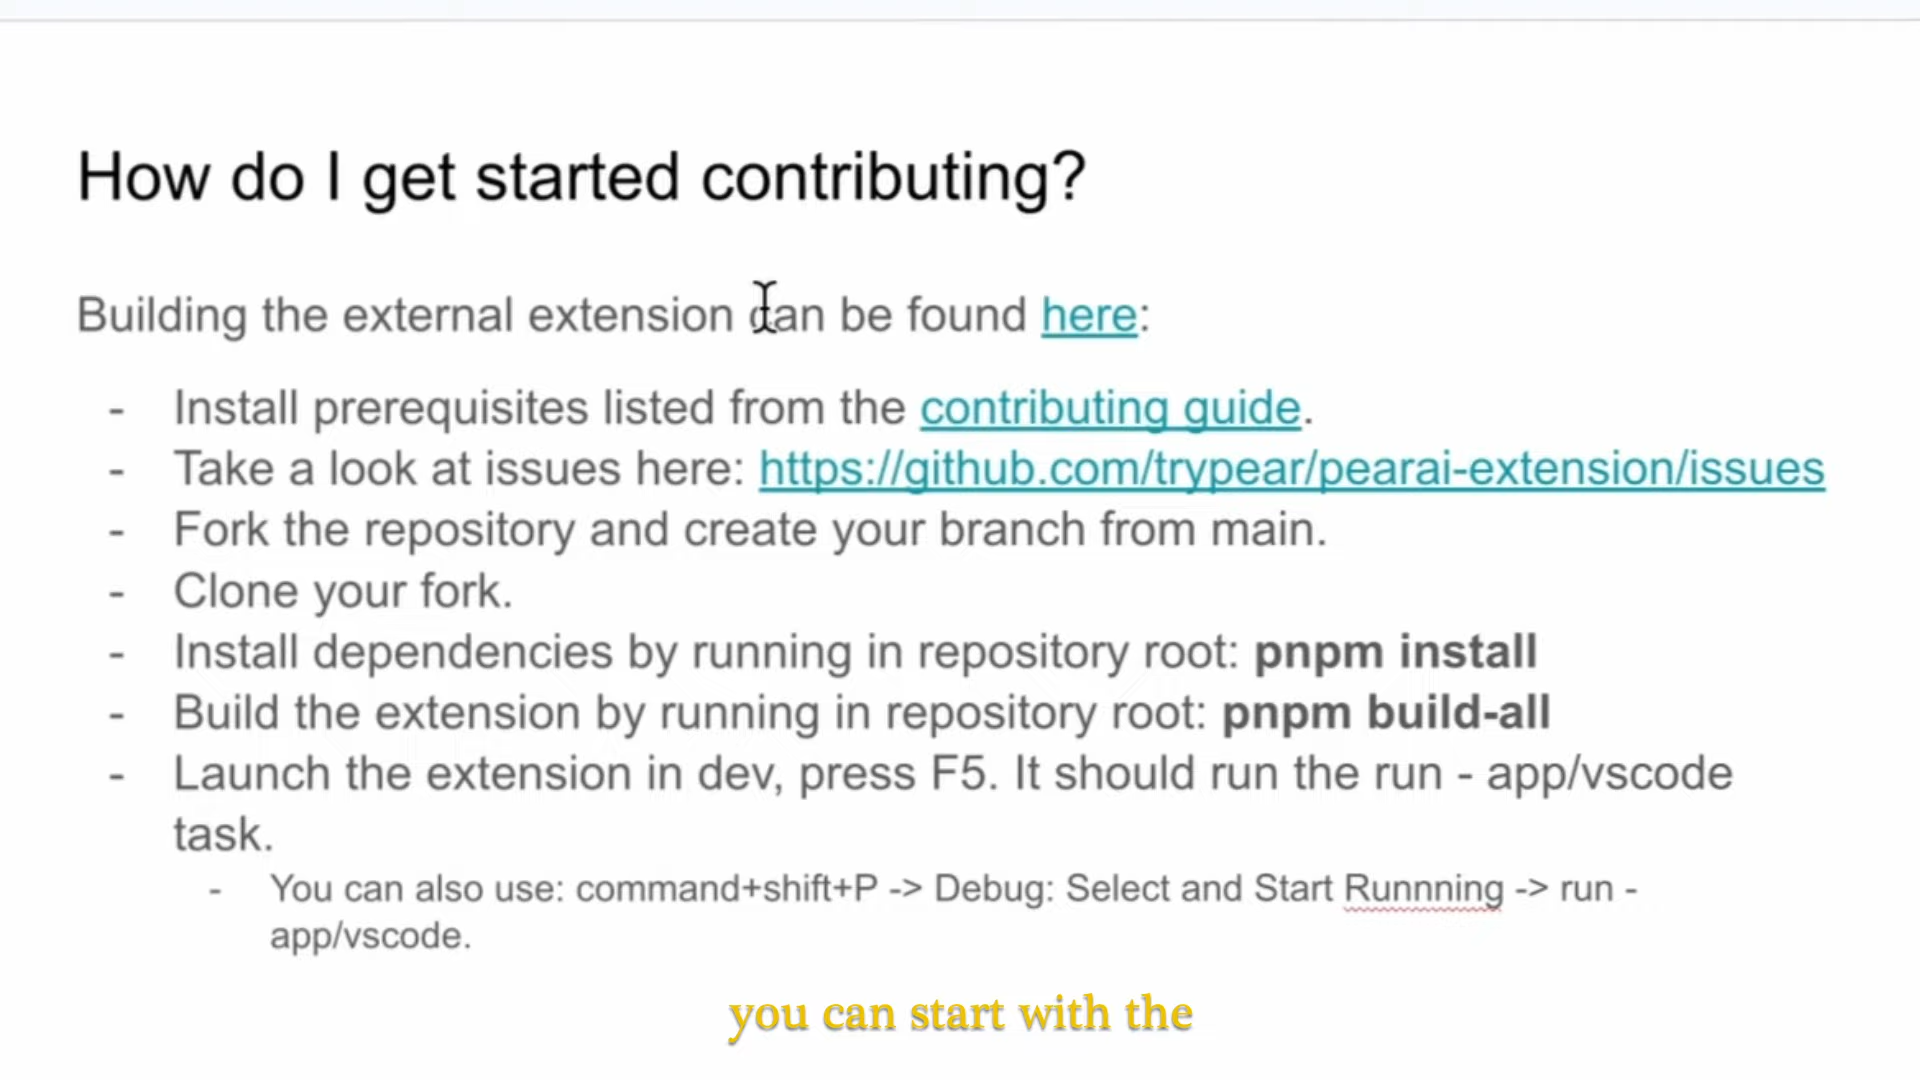 How do I get started contributing?
Building the external extension can be found here:
- Install prerequisites listed from the contributing guide.
- Take a look at issues here: https://github.com/trypear/pearai-extension/issues
- Fork the repository and create your branch from main.
- Clone your fork.
- Install dependencies by running in repository root: pnpm install
- Build the extension by running in repository root: pnpm build-all
- Launch the extension in dev, press F5. It should run the run - app/vscode
task.
- You can also use: command+shift+P -> Debug: Select and Start Runnning -> run -
app/vscode.
you can start with the